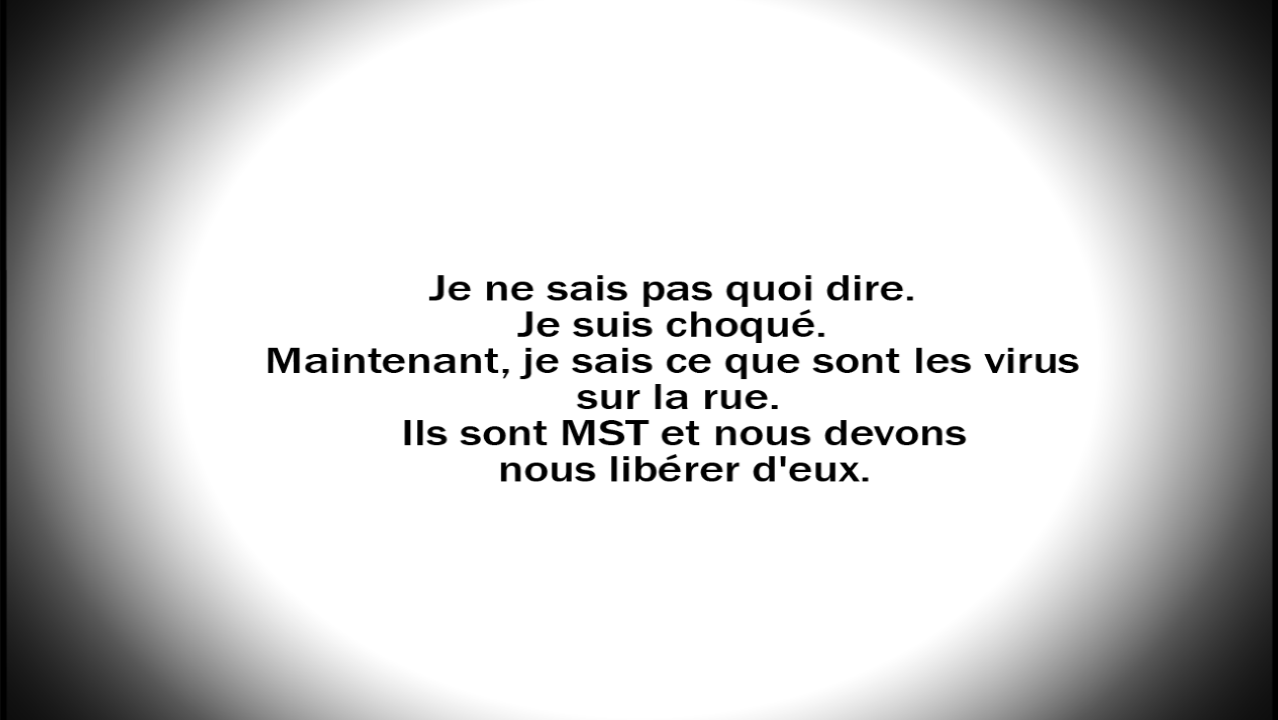 Je ne sais pas quoi dire.
Je suis choqué.
Maintenant, je sais ce que sont les virus
sur la rue.
Ils sont MST et nous devons
nous libérer d'eux.